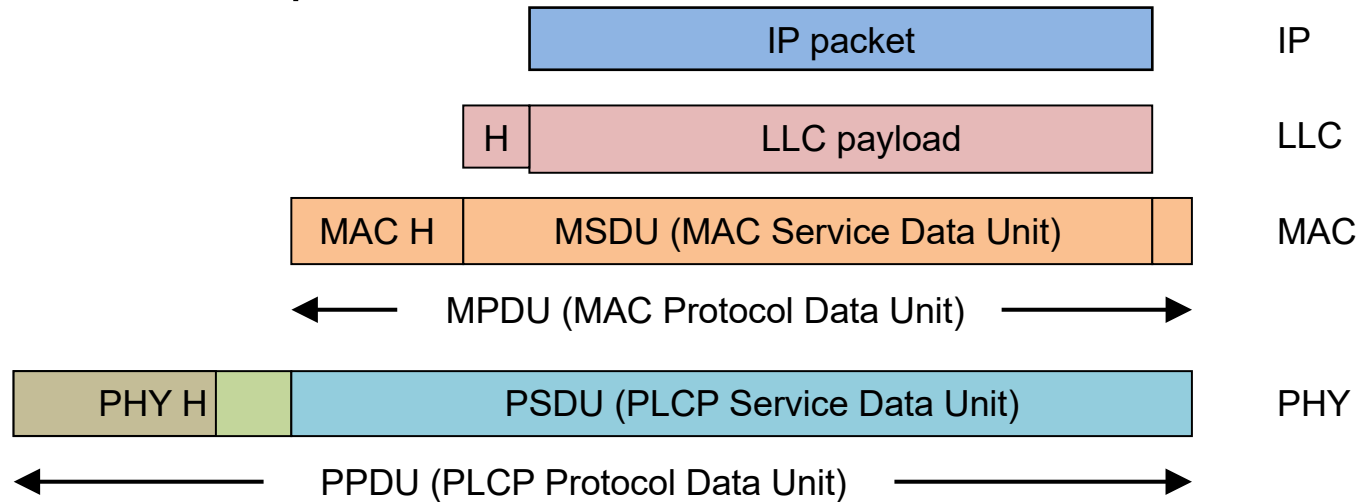 IP packet IP
H LLC payload LLC
MAC H MSDU (MAC Service Data Unit) MAC
MPDU (MAC Protocol Data Unit)
PHY H PSDU (PLCP Service Data Unit) PHY
PPDU (PLCP Protocol Data Unit)